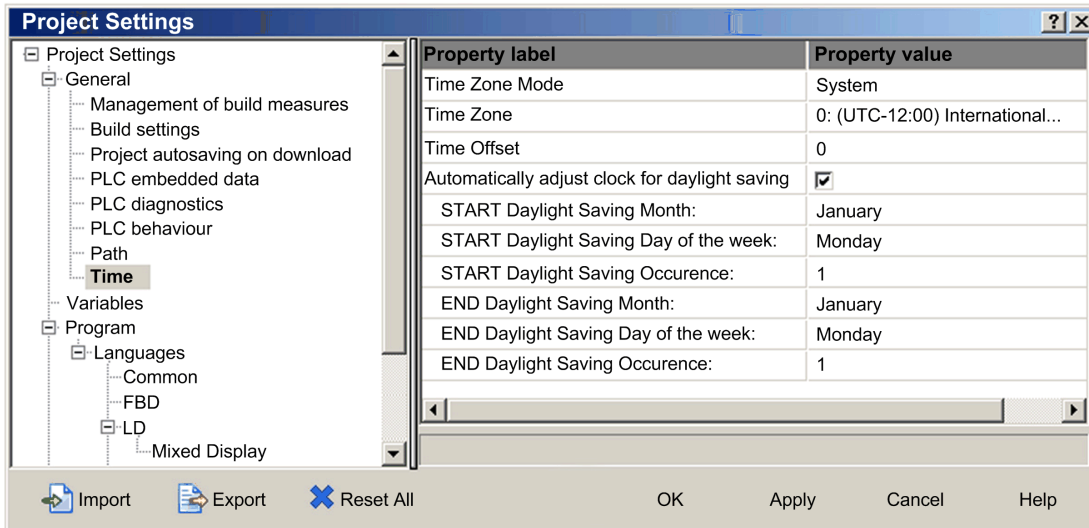 Project Settings
Project Settings
General
Management of build measures
Build settings
Project autosaving on download
PLC embedded data
PLC diagnostics
PLC behaviour
Path
Time
Variables
Program
Languages
Common
FBD
LD
Mixed Display
Property label Property value
Time Zone Mode System
Time Zone 0: (UTC-12:00) International...
Time Offset 0
Automatically adjust clock for daylight saving
START Daylight Saving Month: January
START Daylight Saving Day of the week: Monday
START Daylight Saving Occurence: 1
END Daylight Saving Month: January
END Daylight Saving Day of the week: Monday
END Daylight Saving Occurence: 1
Import Export Reset All OK Apply Cancel Help